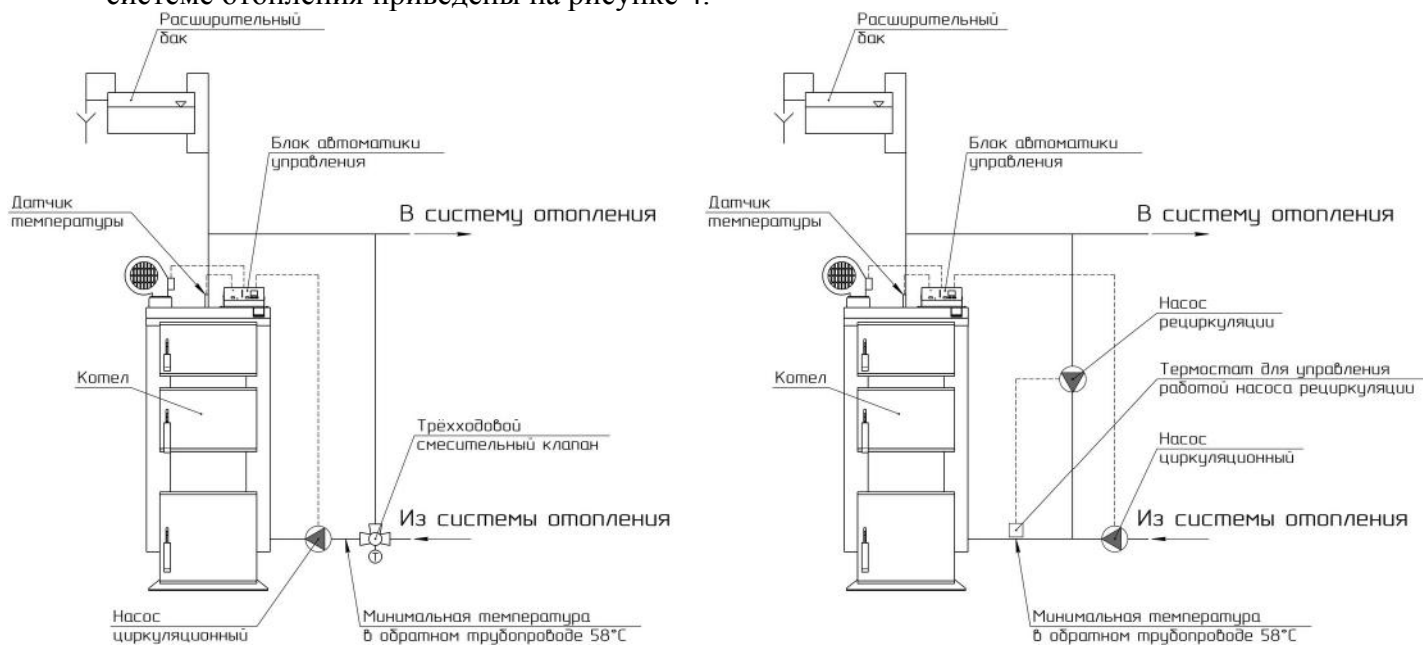 системе отопления приведены на рисунке 4.
Расширительный
бак
Блок автоматики
управления
Датчик
температуры
В систему отопления
Котел
Трёхходовой
смесительный клапан
Из системы отопления
Т
Насос
циркуляционный
Минимальная температура
в обратном трубопроводе 58°С
Расширительный
бак
Блок автоматики
управления
Датчик
температуры
В систему отопления
Насос
рециркуляции
Котел
Термостат для управления
работой насоса рециркуляции
Насос
циркуляционный
Из системы отопления
Минимальная температура
в обратном трубопроводе 58°С